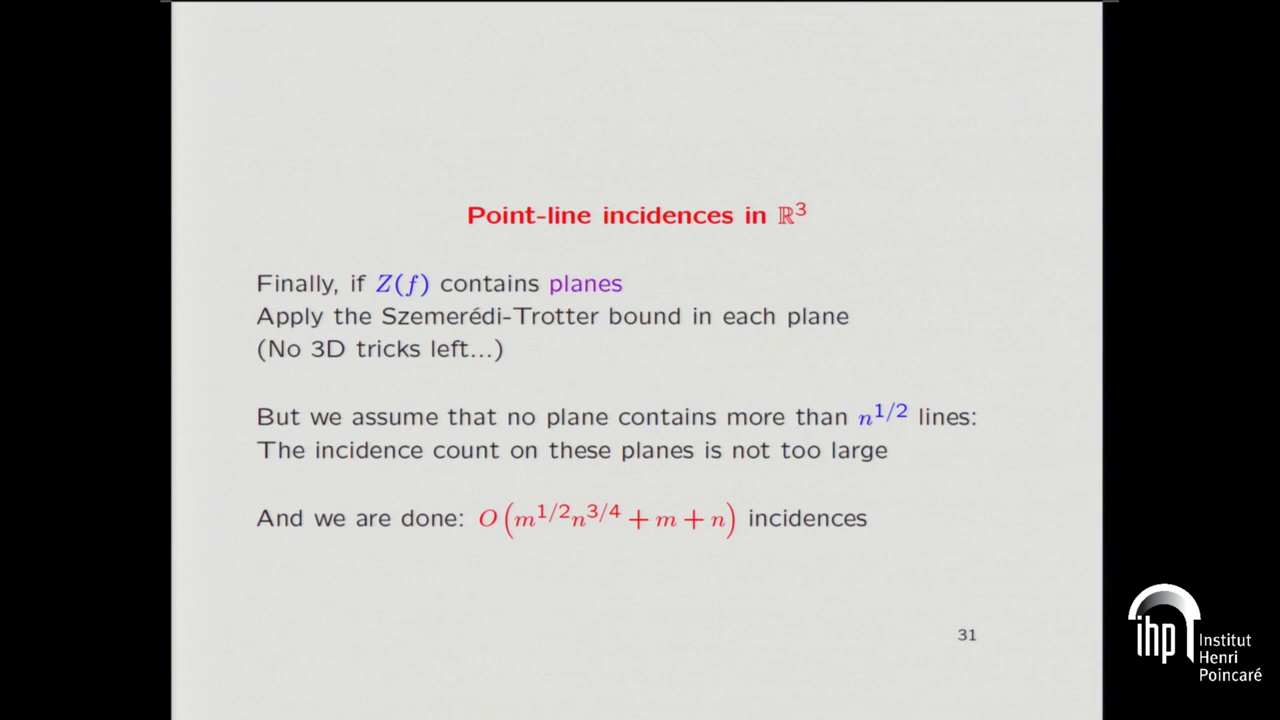 Point-line incidences in ℝ³
Finally, if Z(f) contains planes
Apply the Szemerédi-Trotter bound in each plane
(No 3D tricks left...)
But we assume that no plane contains more than n^{1/2} lines:
The incidence count on these planes is not too large
And we are done: O(m^{1/2}n^{3/4} + m + n) incidences
31
ihp Institut
Henri
Poincaré